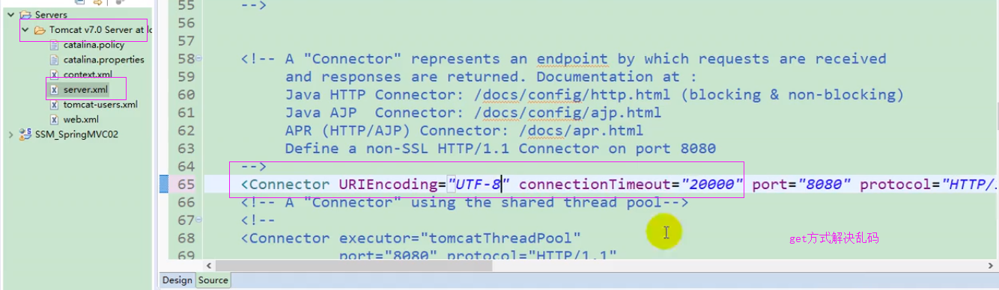 Servers
Tomcat v7.0 Server at lo
catalina.policy
catalina.properties
context.xml
server.xml
tomcat-users.xml
web.xml
SSM_SpringMVC02
55 -->
56
57
58 <!-- A "Connector" represents an endpoint by which requests are received
59 and responses are returned. Documentation at :
60 Java HTTP Connector: /docs/config/http.html (blocking & non-blocking)
61 Java AJP  Connector: /docs/config/ajp.html
62 APR (HTTP/AJP) Connector: /docs/apr.html
63 Define a non-SSL HTTP/1.1 Connector on port 8080
64 -->
65 <Connector URIEncoding="UTF-8" connectionTimeout="20000" port="8080" protocol="HTTP/1
66 <!-- A "Connector" using the shared thread pool-->
67 <!--
68 <Connector executor="tomcatThreadPool"
69 port="8080" protocol="HTTP/1.1"
get方式解决乱码
Design Source